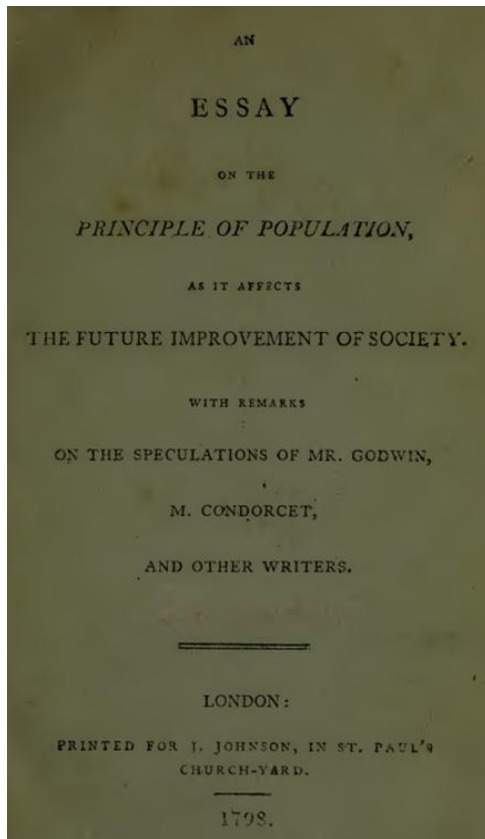 AN
ESSAY
ON THE
PRINCIPLE OF POPULATION,
AS IT AFFECTS
THE FUTURE IMPROVEMENT OF SOCIETY.
WITH REMARKS
ON THE SPECULATIONS OF MR. GODWIN,
M. CONDORCET,
AND OTHER WRITERS.
LONDON:
PRINTED FOR J. JOHNSON, IN ST. PAUL'S
CHURCH-YARD.
1798.